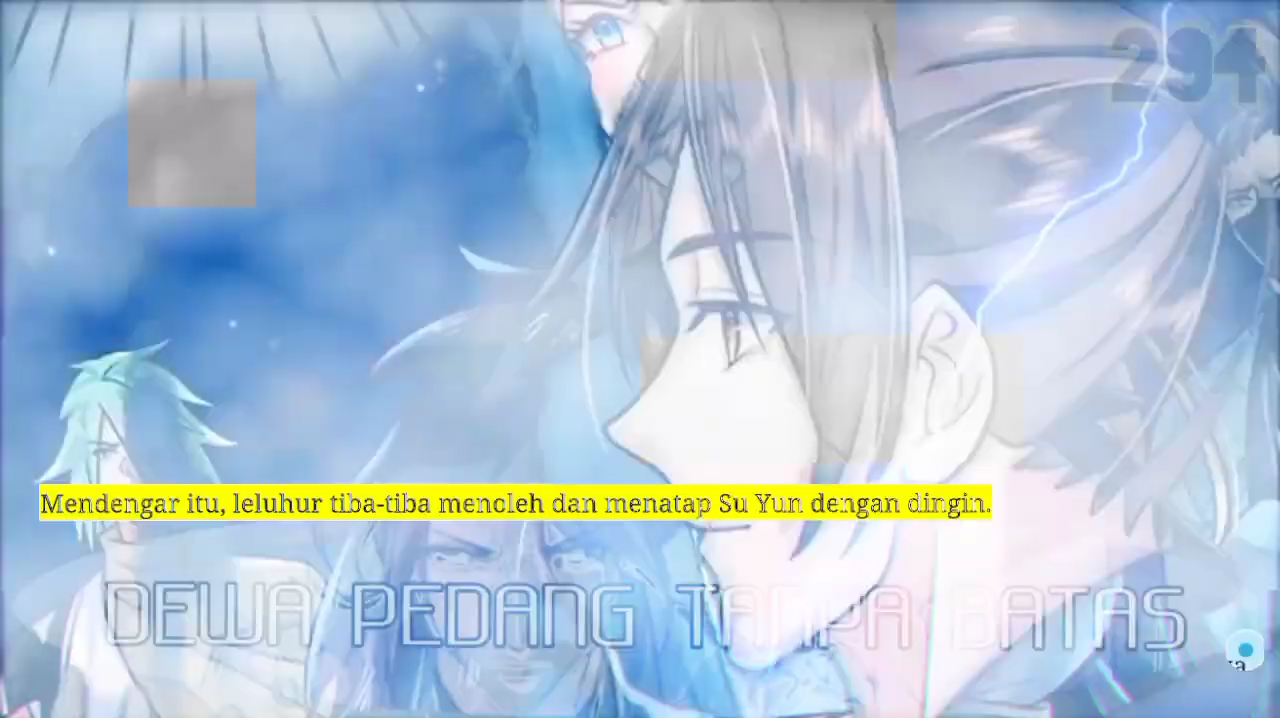 294
Mendengar itu, leluhur tiba-tiba menoleh dan menatap Su Yun dengan dingin.
DEWA PEDANG TANPA BATAS